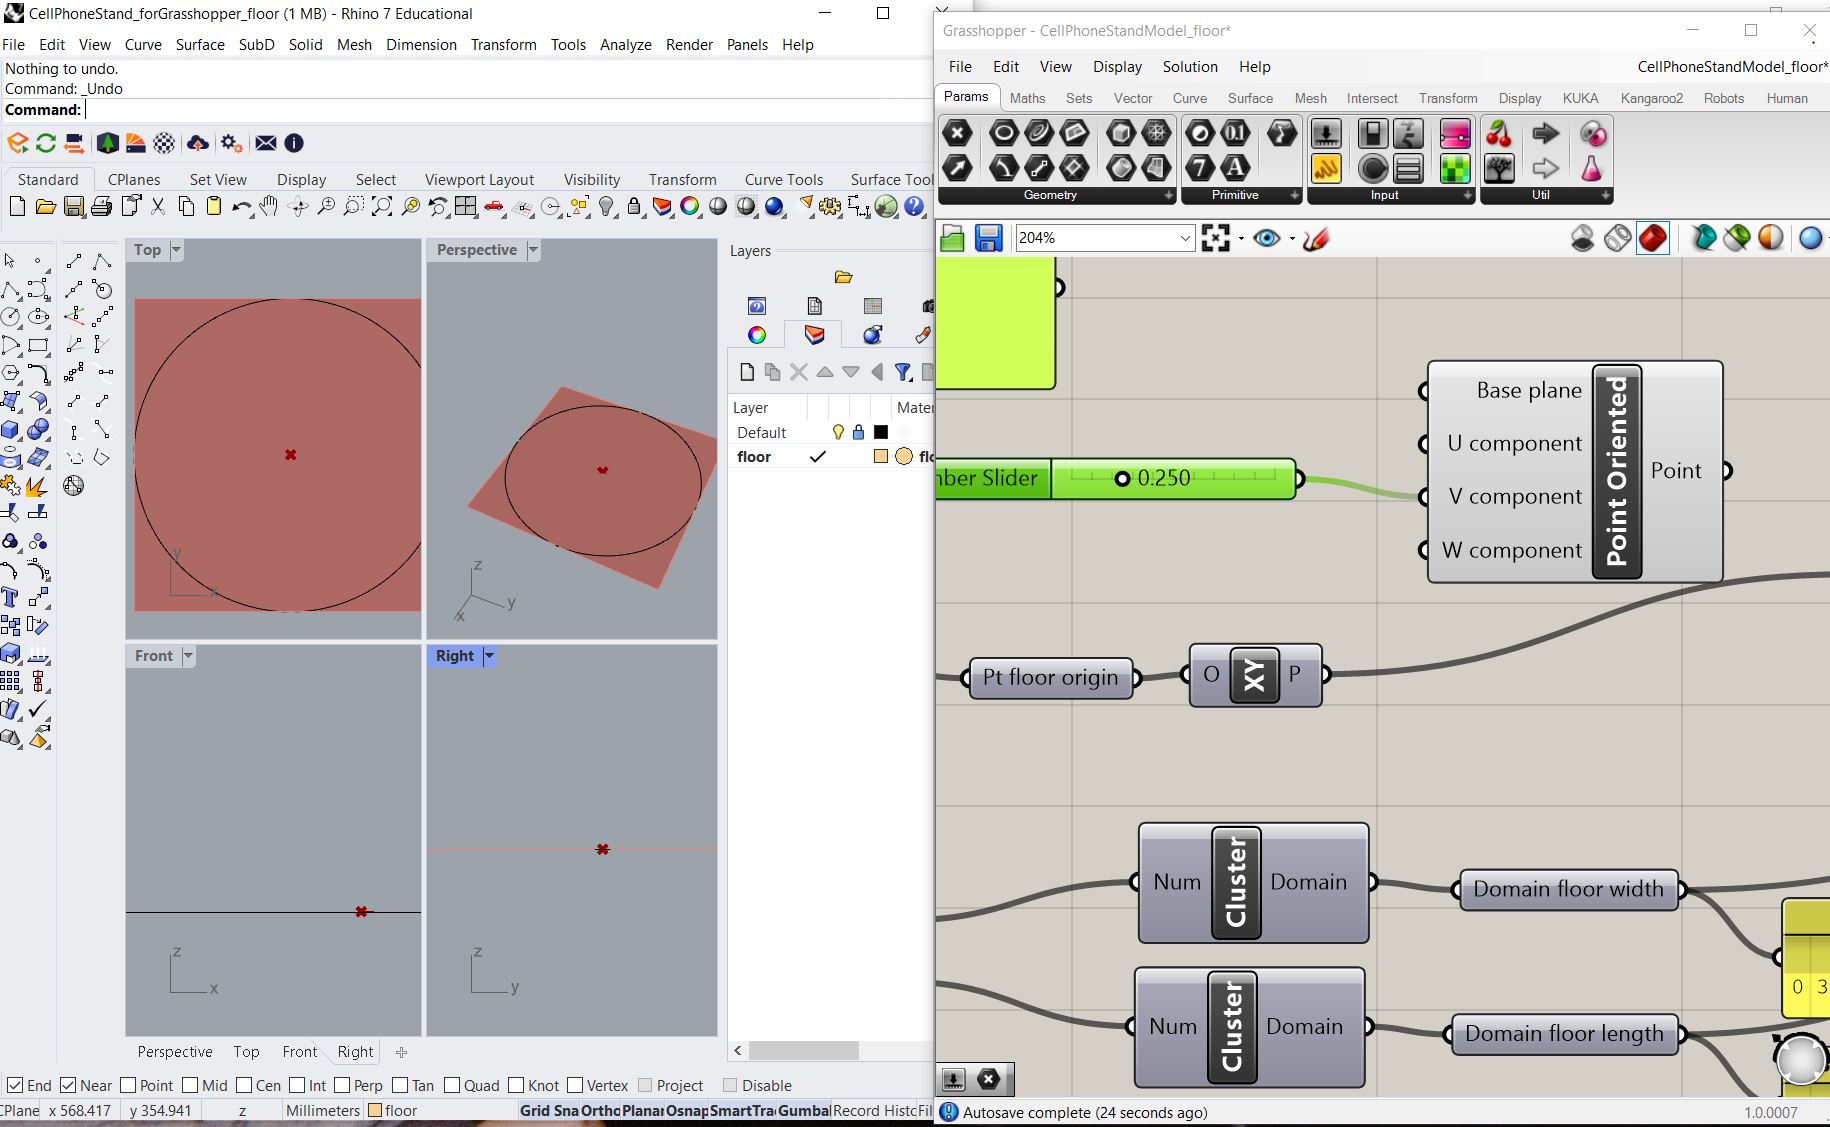 CellPhoneStand_forGrasshopper_floor (1 MB) - Rhino 7 Educational
File Edit View Curve Surface SubD Solid Mesh Dimension Transform Tools Analyze Render Panels Help
Nothing to undo.
Command: _Undo
Command:
Standard CPlanes Set View Display Select Viewport Layout Visibility Transform Curve Tools Surface Tool
Top
y
x
Perspective
z
y
x
Front
z
x
Right
z
y
Perspective Top Front Right
Layers
Layer Mater
Default
floor flo
End Near Point Mid Cen Int Perp Tan Quad Knot Vertex Project Disable
CPlane x 568.417 y 354.941 z Millimeters floor Grid Sna Ortho Planar Osnap SmartTra Gumbal Record Histo Fil
Grasshopper - CellPhoneStandModel_floor*
File Edit View Display Solution Help CellPhoneStandModel_floor*
Params Maths Sets Vector Curve Surface Mesh Intersect Transform Display KUKA Kangaroo2 Robots Human
Geometry Primitive Input Util
204%
Base plane
U component
V component
W component
Point Oriented
Point
nber Slider 0.250
Pt floor origin
O XY P
Num Cluster Domain
Domain floor width
0 3
Num Cluster Domain
Domain floor length
Autosave complete (24 seconds ago)
1.0.0007